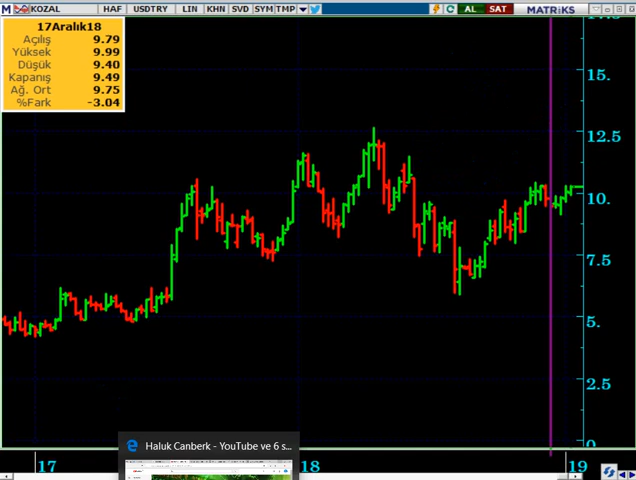 M KOZAL HAF USDTRY LIN KHN SVD SYM TMP AL SAT MATRiKS
17Aralık18
Açılış 9.79
Yüksek 9.99
Düşük 9.40
Kapanış 9.49
Ağ. Ort 9.75
%Fark -3.04
15.
12.5
10.
7.5
5.
2.5
0.
Haluk Canberk - YouTube ve 6 s...
17 18 19